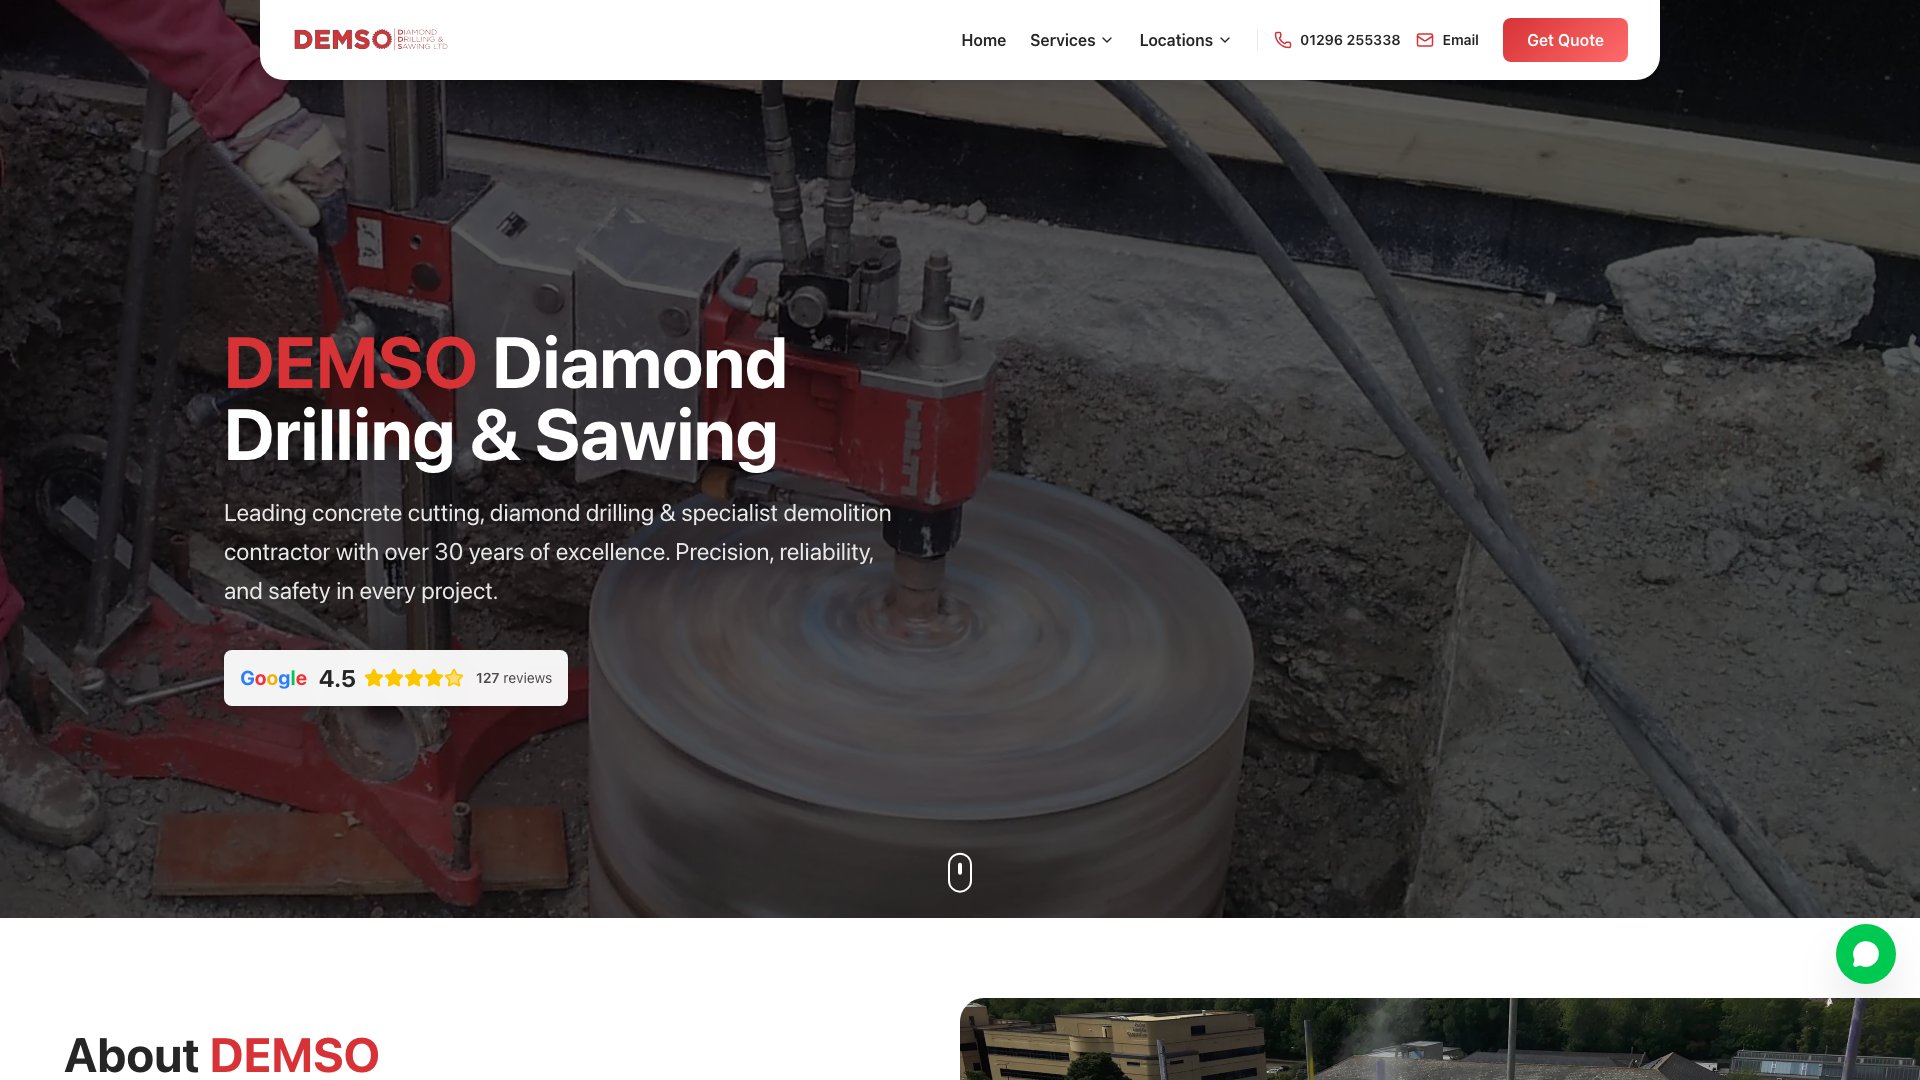 DEMSO DIAMOND DRILLING & SAWING LTD
Home
Services
Locations
01296 255338
Email
Get Quote
DEMSO Diamond
Drilling & Sawing
Leading concrete cutting, diamond drilling & specialist demolition
contractor with over 30 years of excellence. Precision, reliability,
and safety in every project.
Google 4.5 127 reviews
About DEMSO